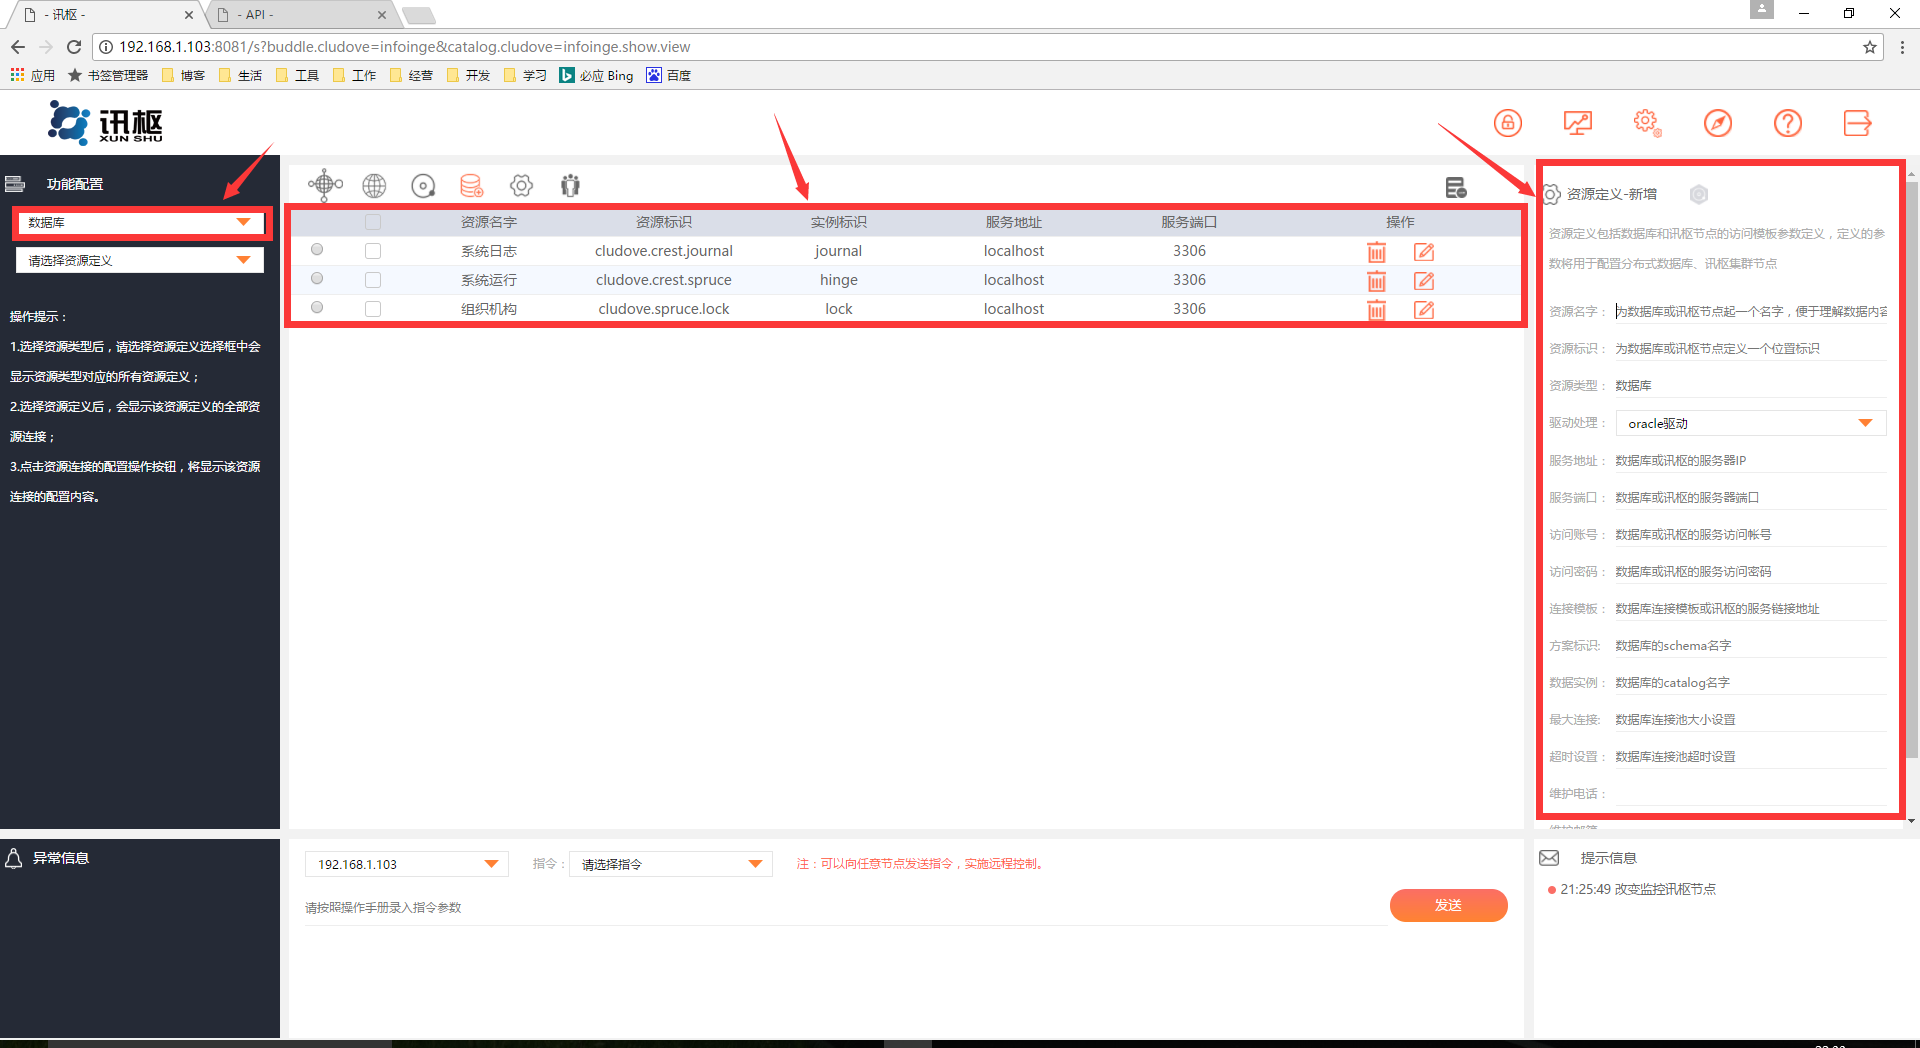 - 讯枢 -
- API -
192.168.1.103:8081/s?buddle.cludove=infoinge&catalog.cludove=infoinge.show.view
应用 书签管理器 博客 生活 工具 工作 经营 开发 学习 必应 Bing 百度
讯枢
XUN SHU
功能配置
数据库
请选择资源定义
操作提示：
1.选择资源类型后，请选择资源定义选择框中会
显示资源类型对应的所有资源定义；
2.选择资源定义后，会显示该资源定义的全部资
源连接；
3.点击资源连接的配置操作按钮，将显示该资源
连接的配置内容。
资源名字 资源标识 实例标识 服务地址 服务端口 操作
系统日志 cludove.crest.journal journal localhost 3306
系统运行 cludove.crest.spruce hinge localhost 3306
组织机构 cludove.spruce.lock lock localhost 3306
资源定义-新增
资源定义包括数据库和讯枢节点的访问模板参数定义，定义的参
数将用于配置分布式数据库、讯枢集群节点
资源名字： 为数据库或讯枢节点起一个名字，便于理解数据内容
资源标识： 为数据库或讯枢节点定义一个位置标识
资源类型： 数据库
驱动处理： oracle驱动
服务地址： 数据库或讯枢的服务器IP
服务端口： 数据库或讯枢的服务器端口
访问账号： 数据库或讯枢的服务访问帐号
访问密码： 数据库或讯枢的服务访问密码
连接模板： 数据库连接模板或讯枢的服务链接地址
方案标识: 数据库的schema名字
数据实例： 数据库的catalog名字
最大连接: 数据库连接池大小设置
超时设置： 数据库连接池超时设置
维护电话：
异常信息
192.168.1.103 指令： 请选择指令 注：可以向任意节点发送指令，实施远程控制。
请按照操作手册录入指令参数
发送
提示信息
21:25:49 改变监控讯枢节点